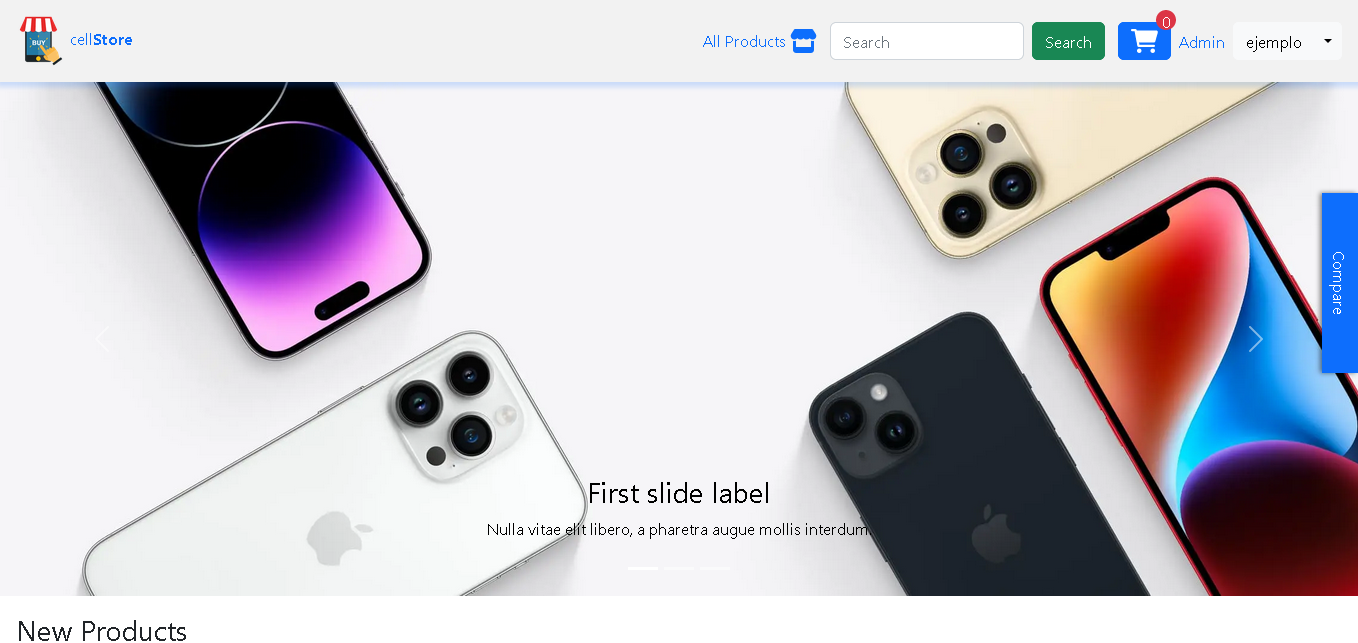 BUY
cellStore
All Products
Search
Search
0
Admin
ejemplo
Compare
First slide label
Nulla vitae elit libero, a pharetra augue mollis interdum.
New Products